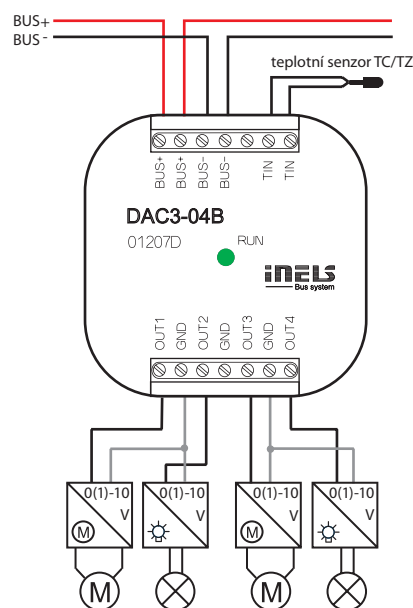 BUS+
BUS -
teplotní senzor TC/TZ
BUS+ BUS+ BUS- BUS- TIN TIN
DAC3-04B
01207D
RUN
iNELS
Bus system
OUT1 GND OUT2 GND OUT3 GND OUT4
0(1)-10 V M
0(1)-10 V
0(1)-10 V M
0(1)-10 V
M
M